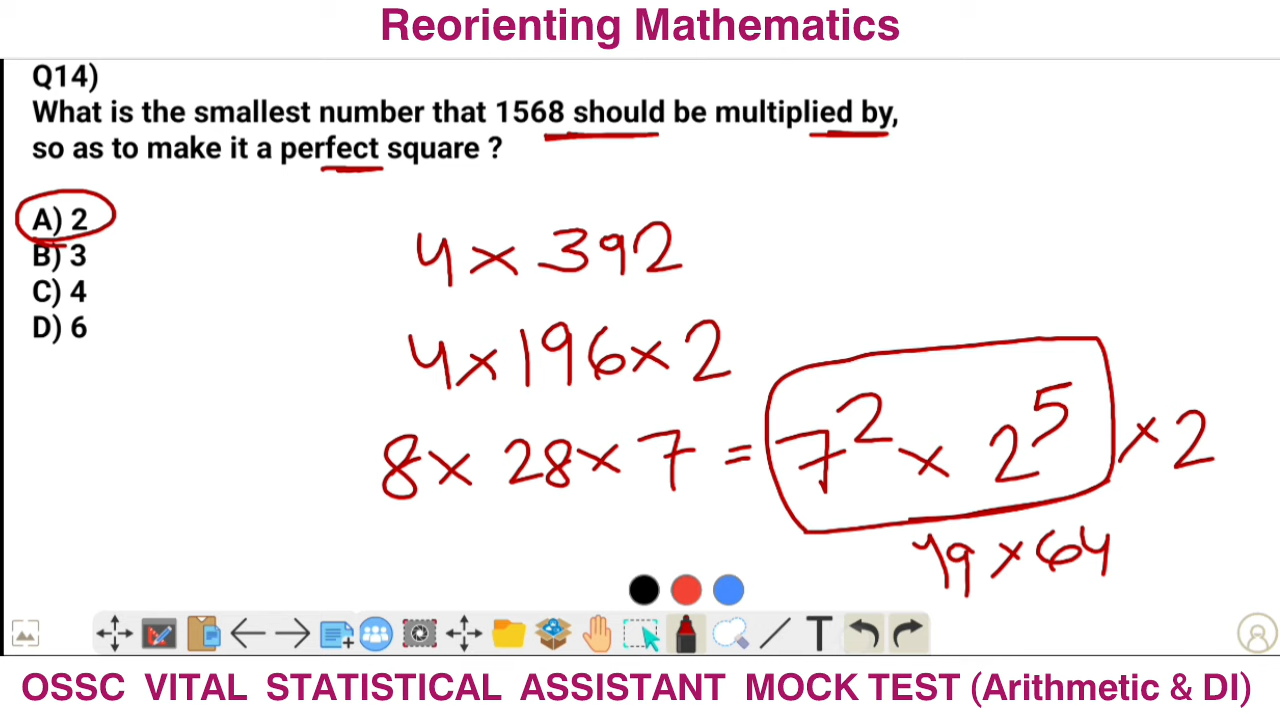 Reorienting Mathematics
Q14)
What is the smallest number that 1568 should be multiplied by,
so as to make it a perfect square ?
A) 2
B) 3
C) 4
D) 6
4 × 392
4 × 196 × 2
8 × 28 × 7 = 7² × 2⁵ × 2
49 × 64
T
OSSC VITAL STATISTICAL ASSISTANT MOCK TEST (Arithmetic & DI)